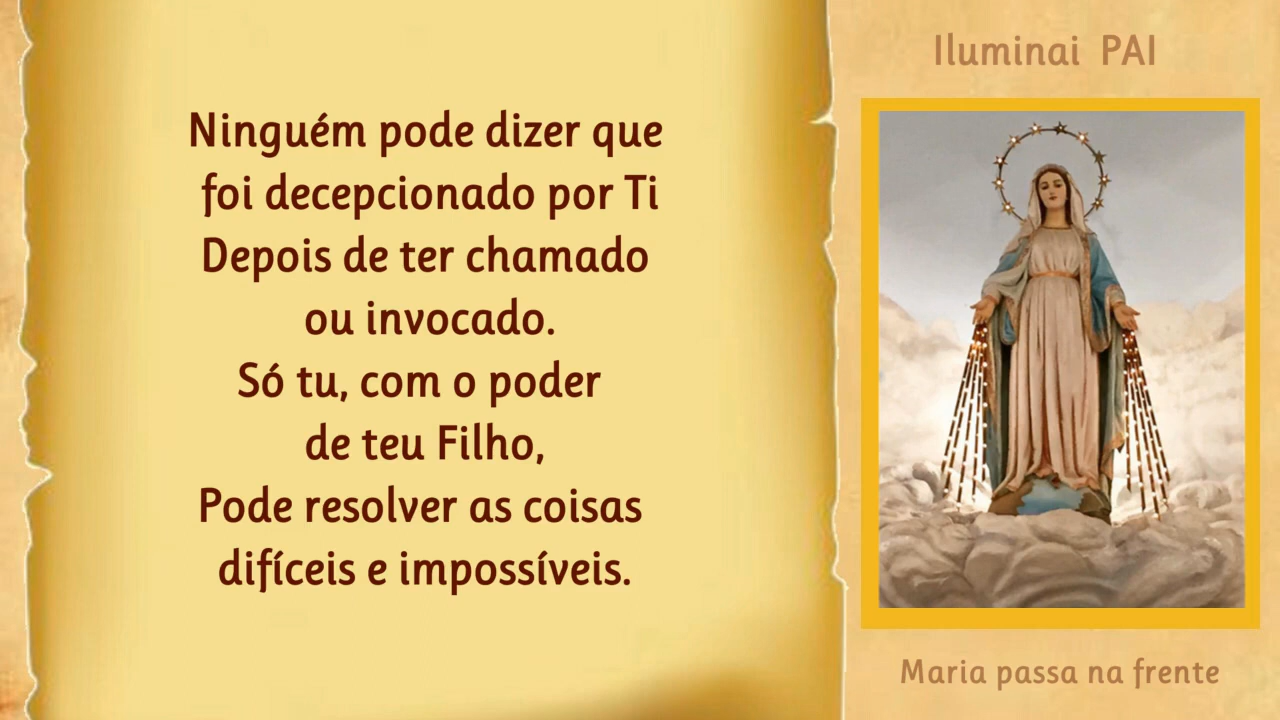 Ninguém pode dizer que
foi decepcionado por Ti
Depois de ter chamado
ou invocado.
Só tu, com o poder
de teu Filho,
Pode resolver as coisas
difíceis e impossíveis.
Iluminai PAI
Maria passa na frente